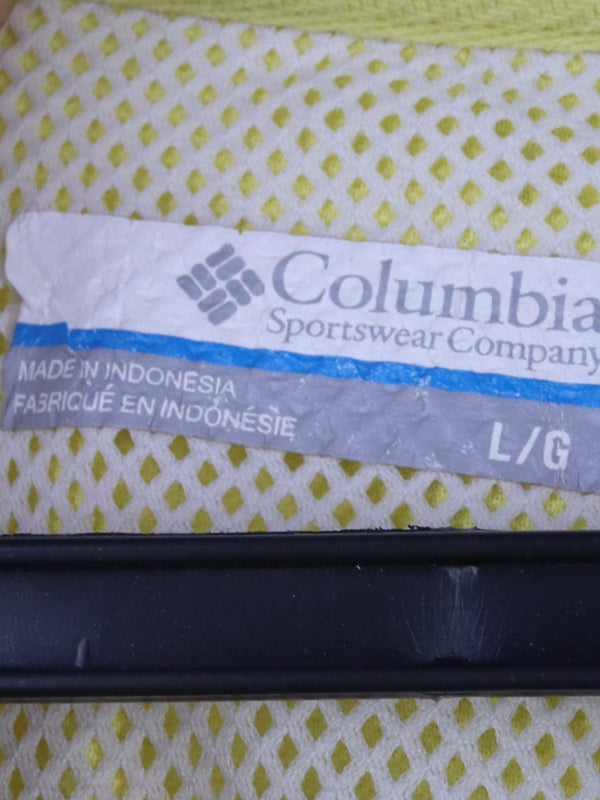 Columbia
Sportswear Company
MADE IN INDONESIA
FABRIQUÉ EN INDONÉSIE
L/G